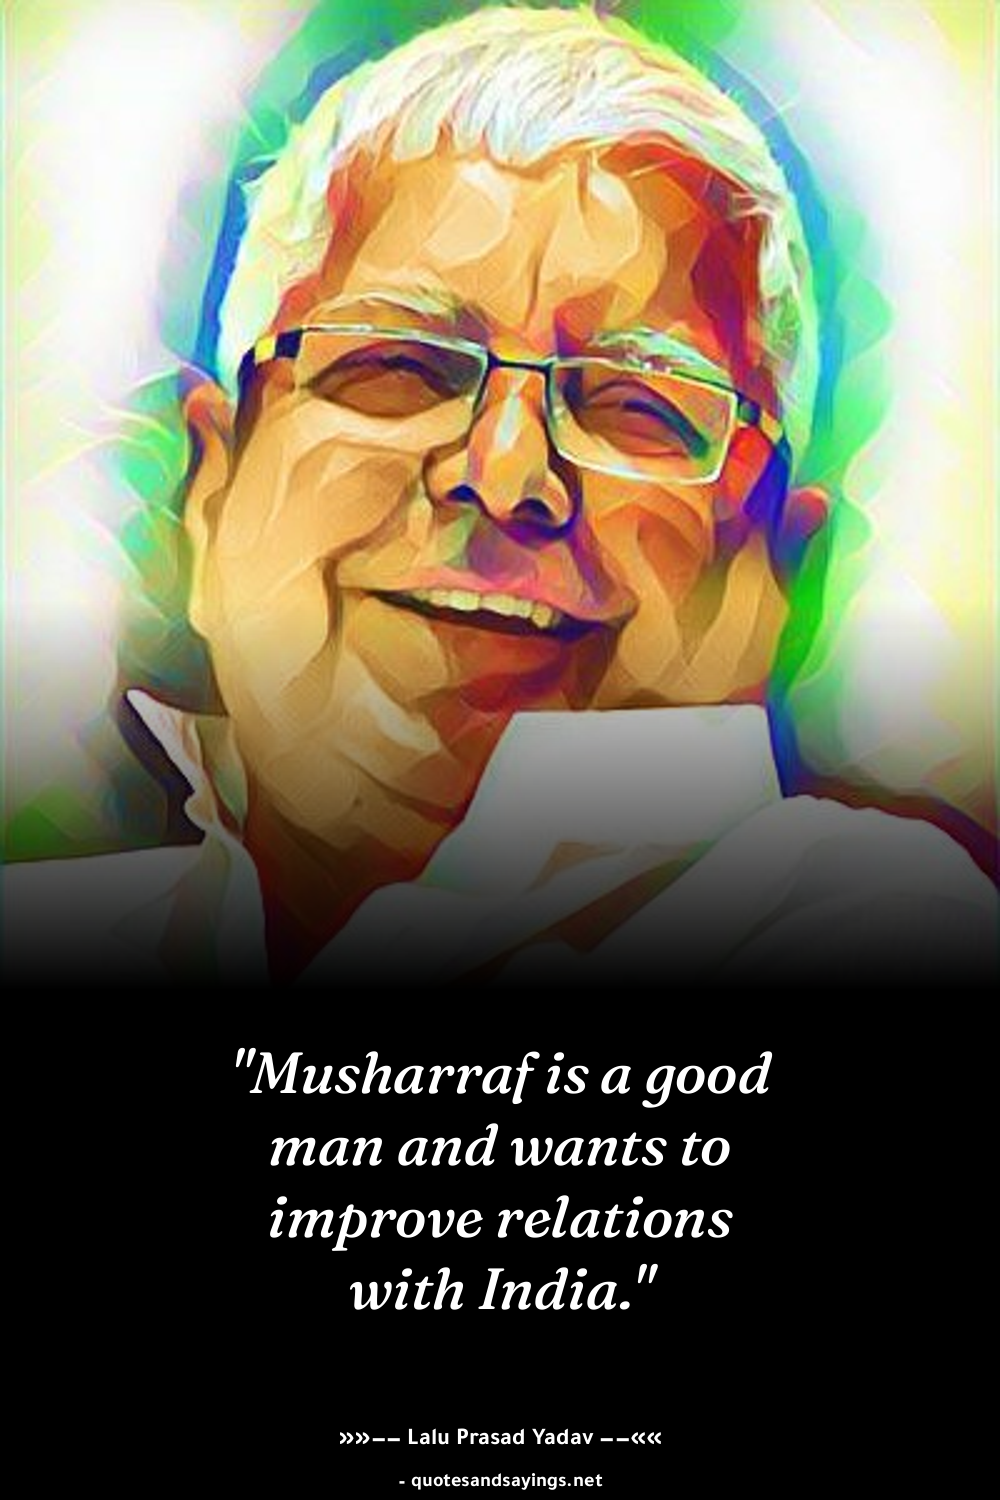 "Musharraf is a good
man and wants to
improve relations
with India."
»»−− Lalu Prasad Yadav −−««
- quotesandsayings.net